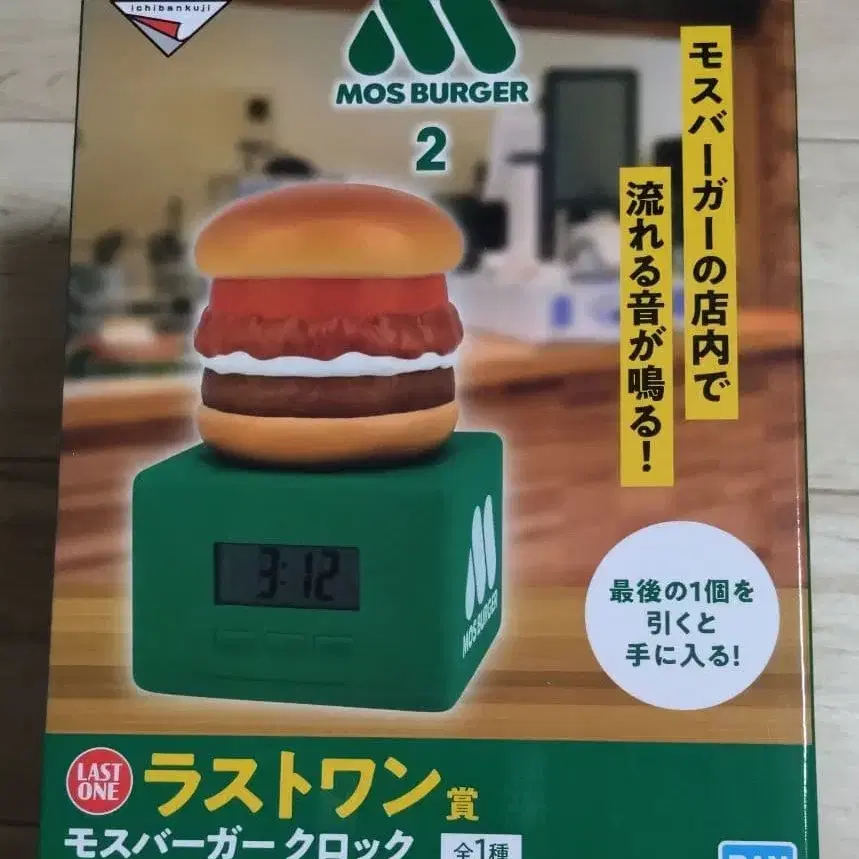 ichibankuji
MOS BURGER
2
モスバーガーの店内で
流れる音が鳴る!
3:12
MOS BURGER
最後の1個を
引くと
手に入る!
LAST
ONE
ラストワン賞
モスバーガー クロック
全1種